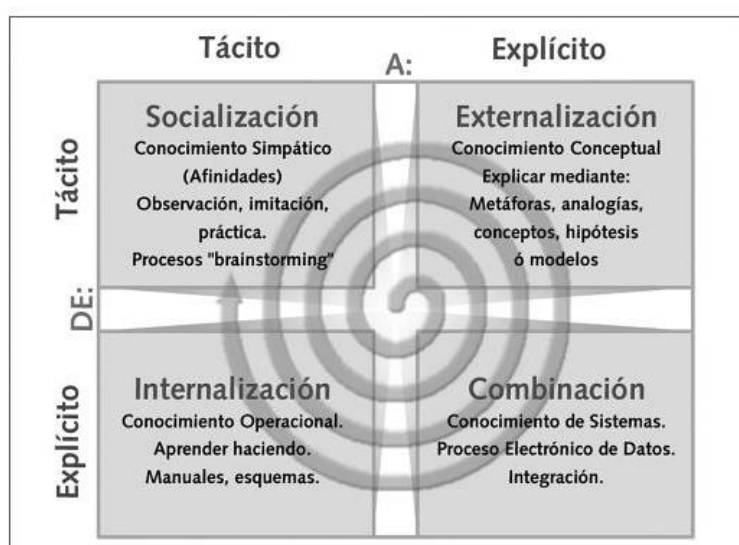 Tácito
Explícito
A:
Tácito
Socialización
Conocimiento Simpático
(Afinidades)
Observación, imitación,
práctica.
Procesos "brainstorming"
Externalización
Conocimiento Conceptual
Explicar mediante:
Metáforas, analogías,
conceptos, hipótesis
ó modelos
DE:
Explícito
Internalización
Conocimiento Operacional.
Aprender haciendo.
Manuales, esquemas.
Combinación
Conocimiento de Sistemas.
Proceso Electrónico de Datos.
Integración.